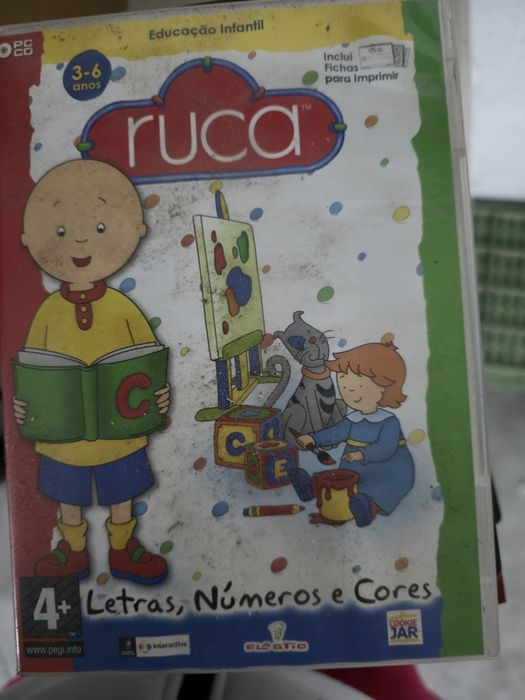 Educação Infantil
PC
CD
3-6
anos
Inclui
Fichas
para Imprimir
ruca™
C
C
E
Letras, Números e Cores
4+
www.pegi.info
interactive
ELASTIC
COOKIE
JAR